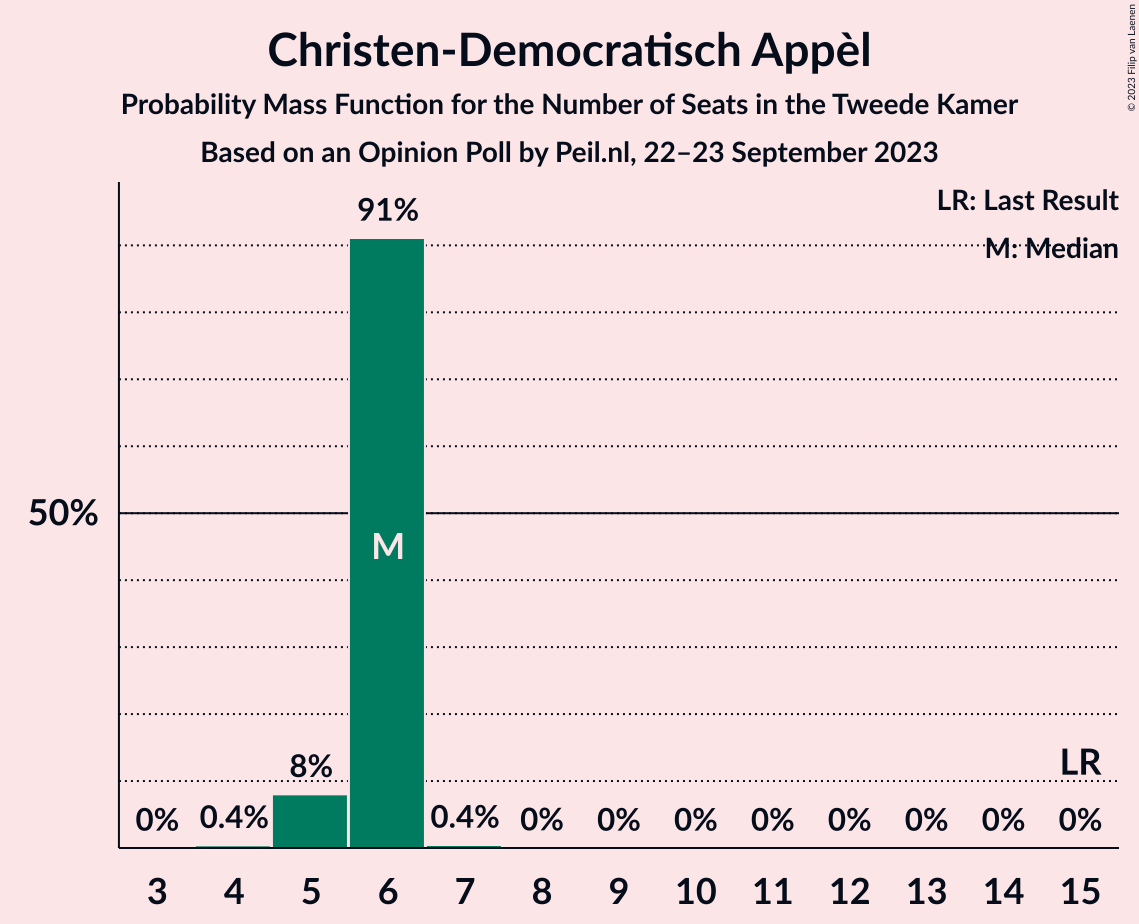 Christen-Democratisch Appèl
Probability Mass Function for the Number of Seats in the Tweede Kamer
Based on an Opinion Poll by Peil.nl, 22–23 September 2023
© 2023 Filip van Laenen
LR: Last Result
M: Median
50%
0% 0.4% 8% 91% 0.4% 0% 0% 0% 0% 0% 0% 0% 0%
M
LR
3 4 5 6 7 8 9 10 11 12 13 14 15